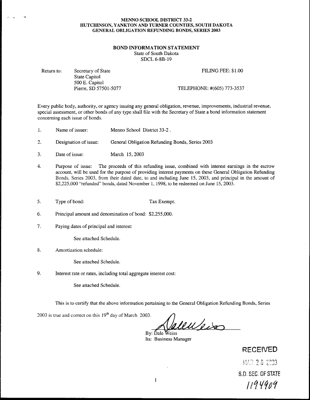 MENNO SCHOOL DISTRICT 33-2
HUTCHINSON, YANKTON AND TURNER COUNTIES, SOUTH DAKOTA
GENERAL OBLIGATION REFUNDING BONDS, SERIES 2003
BOND INFORMATION STATEMENT
State of South Dakota
SDCL 6-8B-19
Return to: Secretary of State FILING FEE: $1.00
State Capitol
500 E. Capitol
Pierre, SD 57501-5077 TELEPHONE: #(605) 773-3537
Every public body, authority, or agency issuing any general obligation, revenue, improvements, industrial revenue,
special assessment, or other bonds of any type shall file with the Secretary of State a bond information statement
concerning each issue of bonds.
1. Name of issuer: Menno School District 33-2 .
2. Designation of issue: General Obligation Refunding Bonds, Series 2003
3. Date of issue: March 15, 2003
4. Purpose of issue: The proceeds of this refunding issue, combined with interest earnings in the escrow
account, will be used for the purpose of providing interest payments on these General Obligation Refunding
Bonds, Series 2003, from their dated date, to and including June 15, 2003, and principal in the amount of
$2,225,000 "refunded" bonds, dated November 1, 1998, to be redeemed on June 15, 2003.
5. Type of bond: Tax Exempt.
6. Principal amount and denomination of bond: $2,255,000.
7. Paying dates of principal and interest:
See attached Schedule.
8. Amortization schedule:
See attached Schedule.
9. Interest rate or rates, including total aggregate interest cost:
See attached Schedule.
This is to certify that the above information pertaining to the General Obligation Refunding Bonds, Series
2003 is true and correct on this 19th day of March 2003.
Dale Weiss
By: Dale Weiss
Its: Business Manager
RECEIVED
S.D. SEC. OF STATE
1194909
1